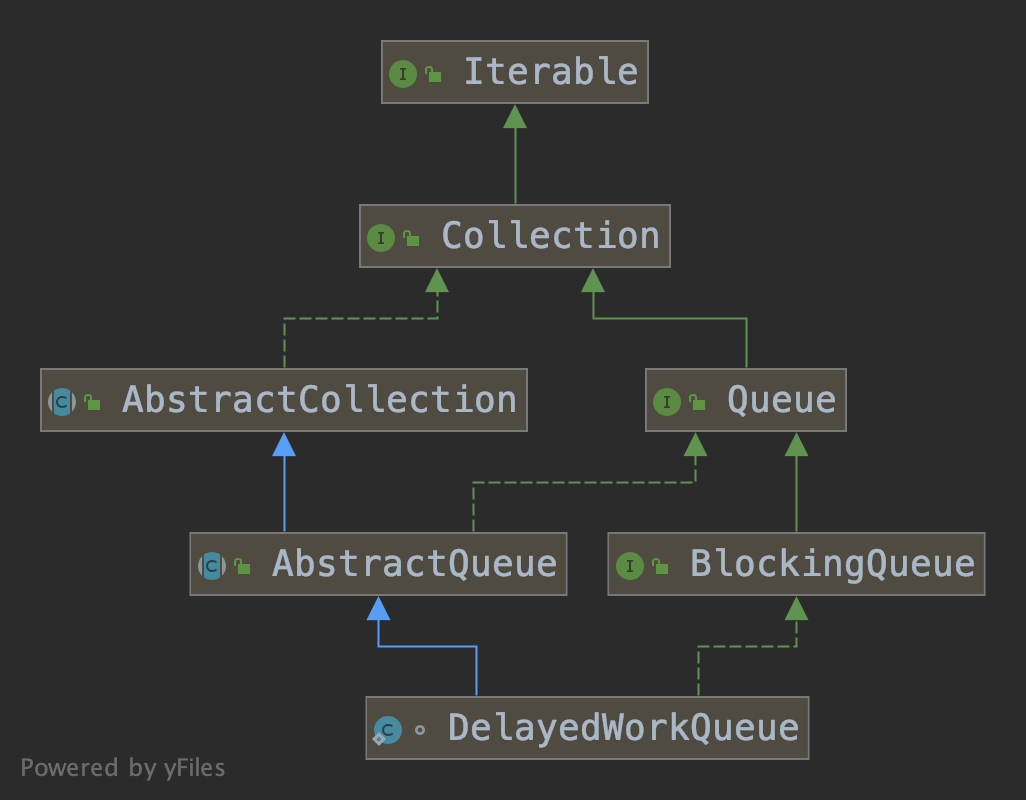 Iterable
Collection
AbstractCollection
Queue
AbstractQueue
BlockingQueue
DelayedWorkQueue
Powered by yFiles